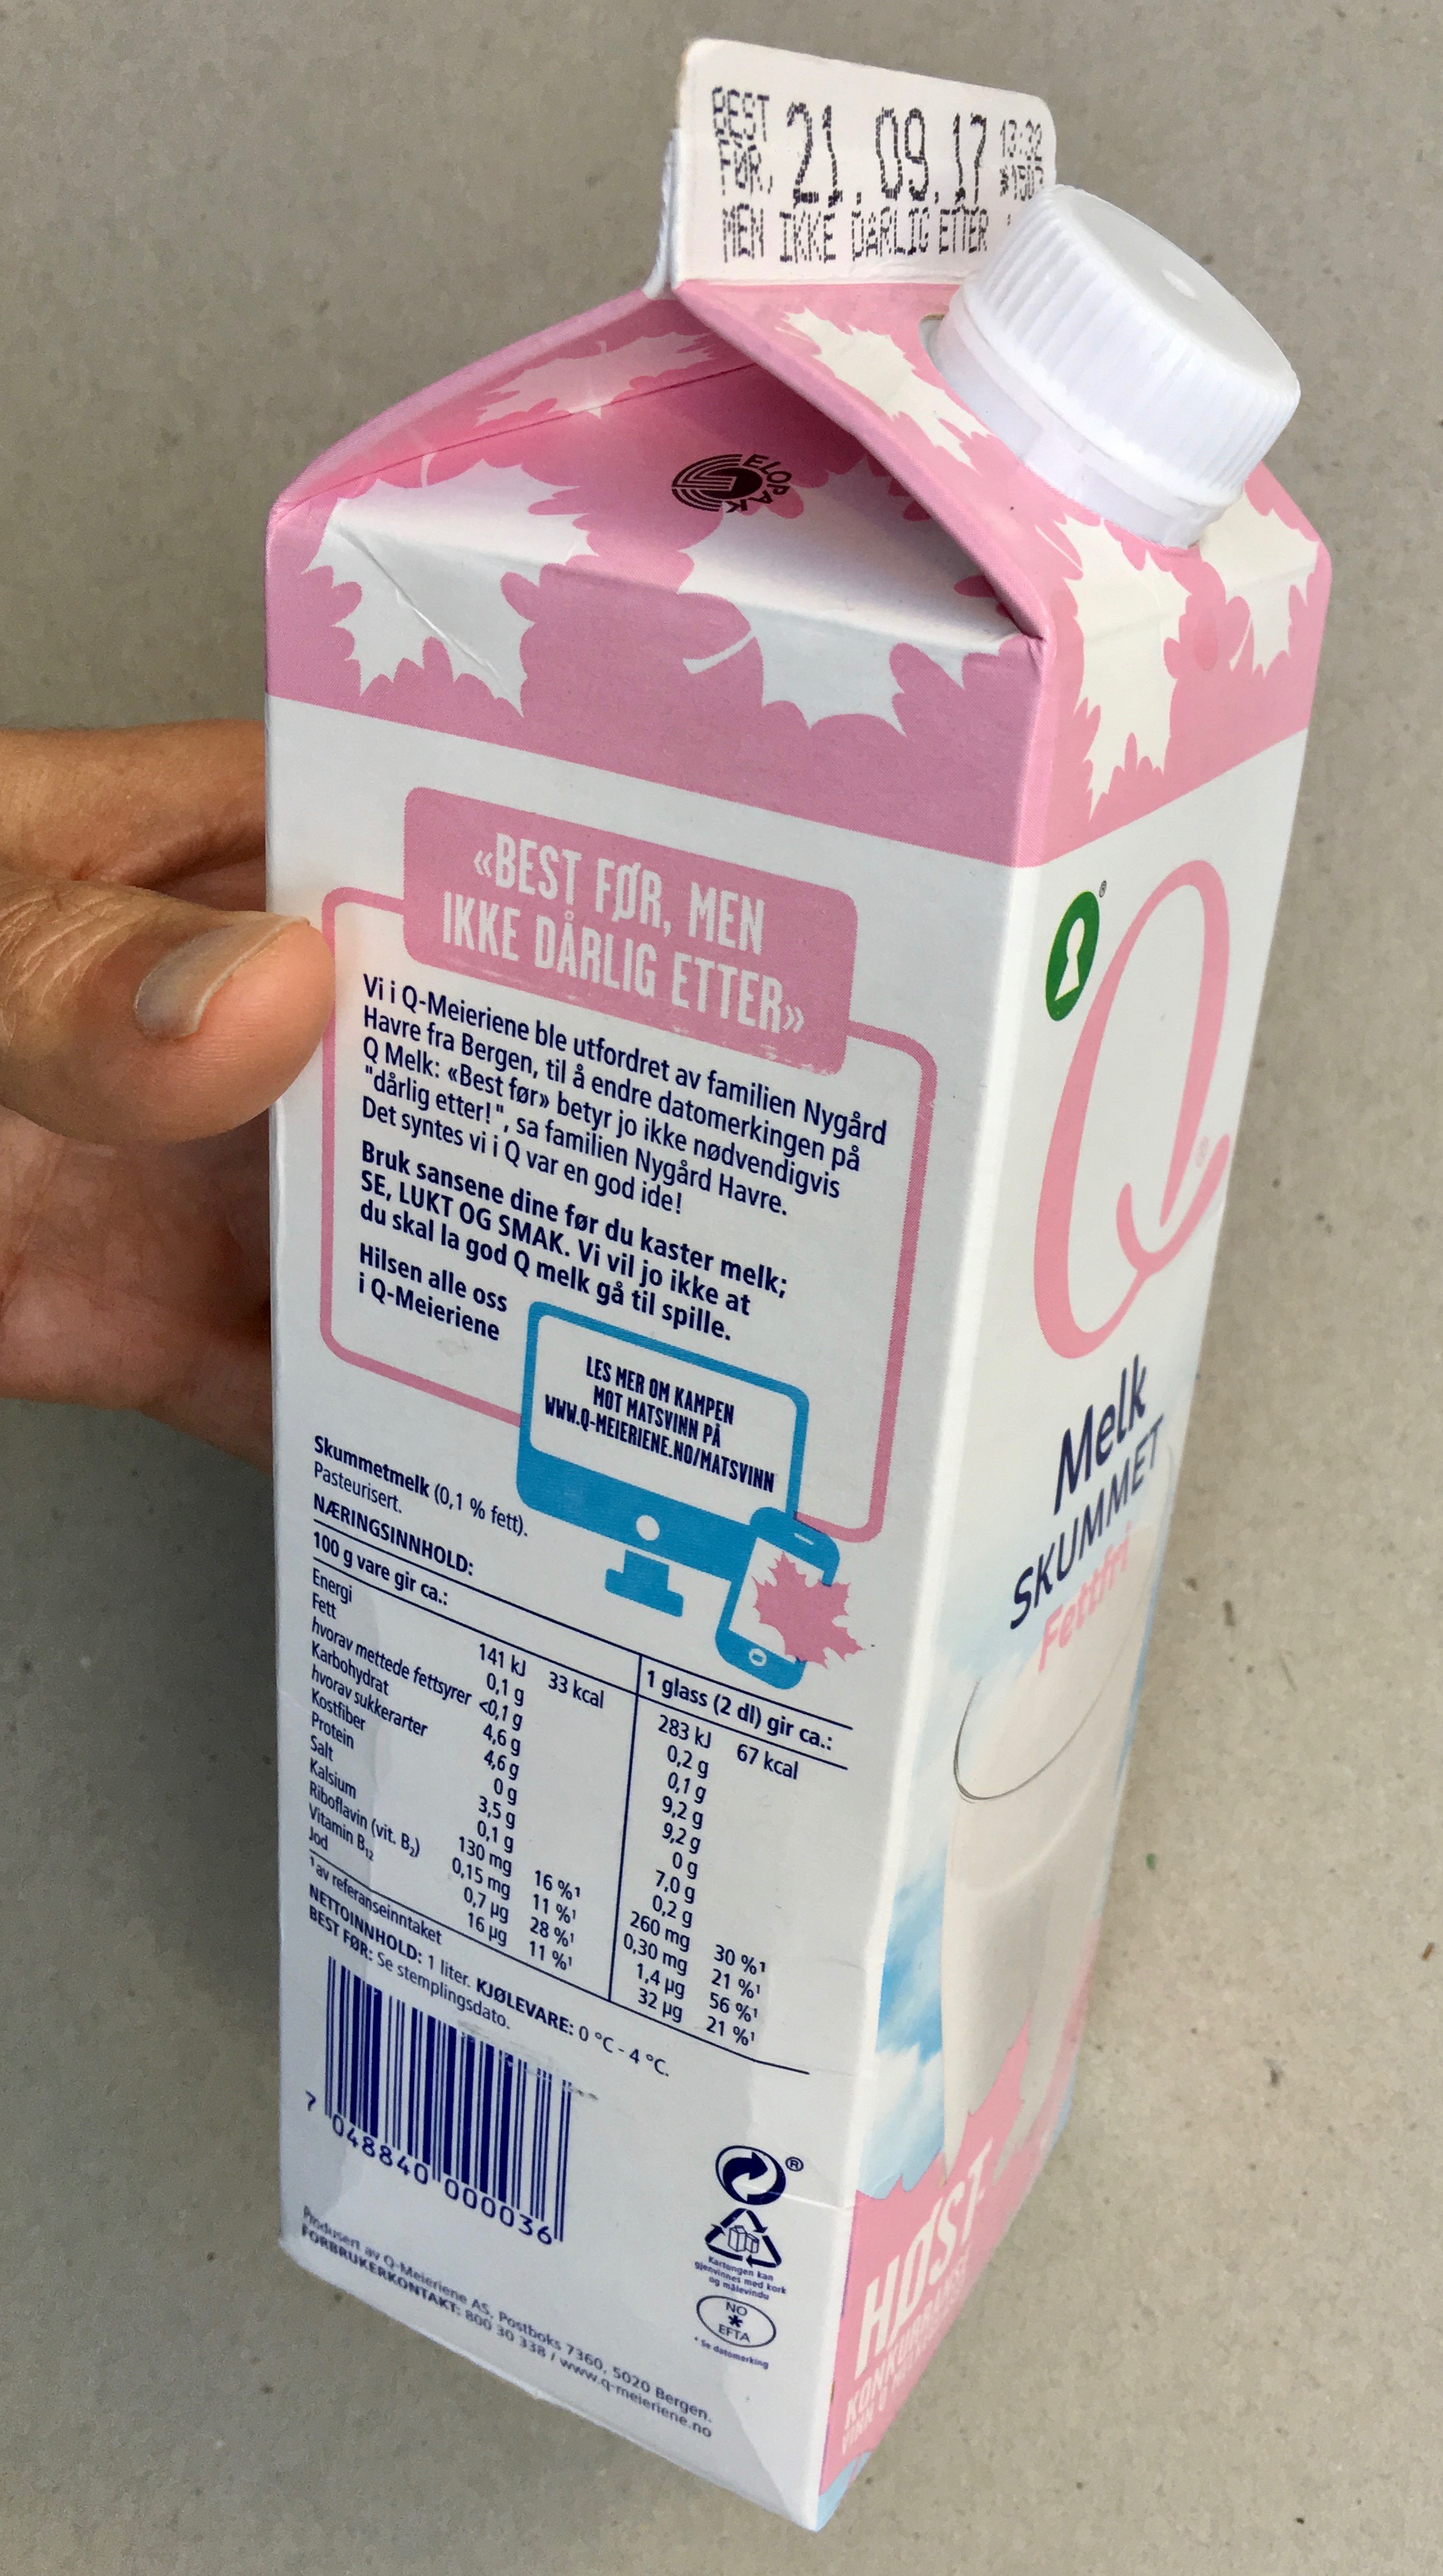 BEST
FØR,
21.09.17
13:32
MEN IKKE DÅRLIG ETTER
ELOPAK
«BEST FØR, MEN
IKKE DÅRLIG ETTER»
Vi i Q-Meieriene ble utfordret av familien Nygård
Havre fra Bergen, til å endre datomerkingen på
Q Melk: «Best før» betyr jo ikke nødvendigvis
"dårlig etter!", sa familien Nygård Havre.
Det syntes vi i Q var en god ide!
Bruk sansene dine før du kaster melk;
SE, LUKT OG SMAK. Vi vil jo ikke at
du skal la god Q melk gå til spille.
Hilsen alle oss
i Q-Meieriene
LES MER OM KAMPEN
MOT MATSVINN PÅ
WWW.Q-MEIERIENE.NO/MATSVINN
Skummetmelk (0,1 % fett).
Pasteurisert.
NÆRINGSINNHOLD:
100 g vare gir ca.: 1 glass (2 dl) gir ca.:
Energi 141 kJ 33 kcal 283 kJ 67 kcal
Fett 0,1 g 0,2 g
hvorav mettede fettsyrer <0,1 g 0,1 g
Karbohydrat 4,6 g 9,2 g
hvorav sukkerarter 4,6 g 9,2 g
Kostfiber 0 g 0 g
Protein 3,5 g 7,0 g
Salt 0,1 g 0,2 g
Kalsium 130 mg 16 %¹ 260 mg 30 %¹
Riboflavin (vit. B₂) 0,15 mg 11 %¹ 0,30 mg 21 %¹
Vitamin B₁₂ 0,7 µg 28 %¹ 1,4 µg 56 %¹
Jod 16 µg 11 %¹ 32 µg 21 %¹
¹av referanseinntaket
NETTOINNHOLD: 1 liter. KJØLEVARE: 0 °C - 4 °C.
BEST FØR: Se stemplingsdato.
7 048840 000036
®
Kartongen kan
gjenvinnes med kork
og målevindu
NO
*
EFTA
* Se datomerking
Produsert av Q-Meieriene AS, Postboks 7360, 5020 Bergen.
FORBRUKERKONTAKT: 800 30 338 / www.q-meieriene.no
®
Q®
Melk
SKUMMET
Fettfri
HØST